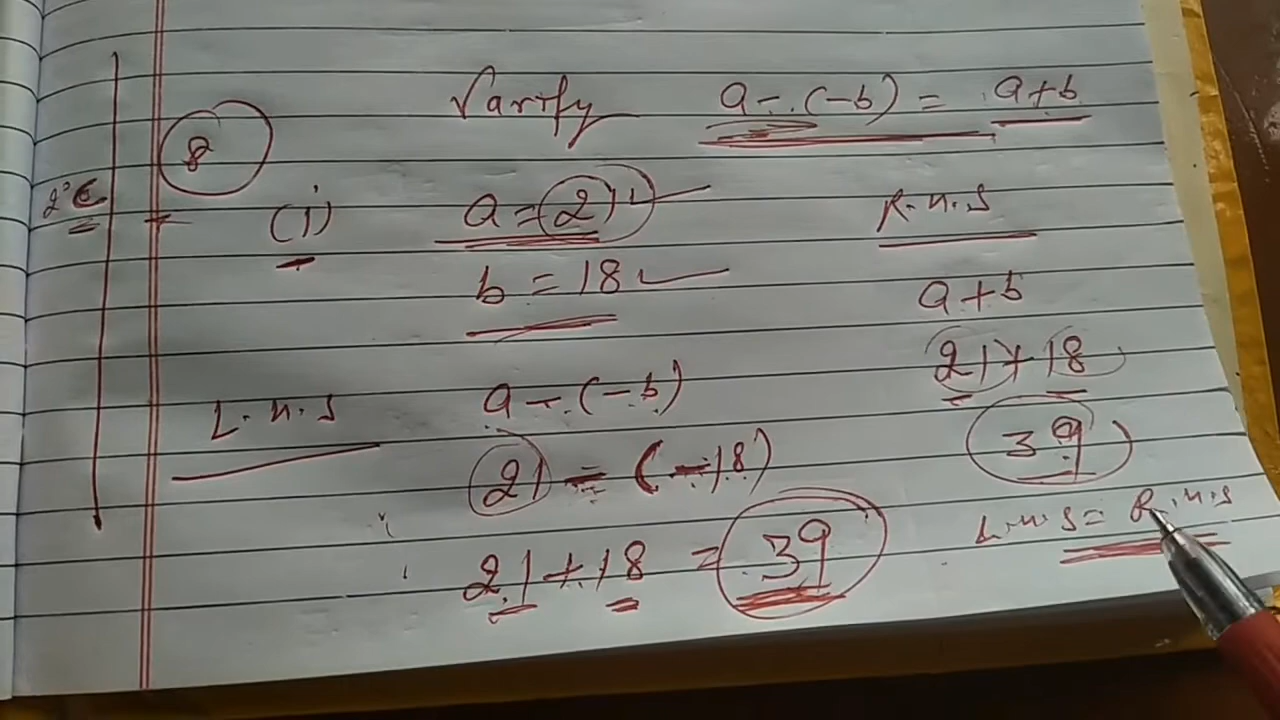 Varify a - (-b) = a+b
8
(i) a = 21
b = 18
L.H.S a - (-b)
21 - (-18)
21+18 = 39
R.H.S
a+b
21+18
39
L.H.S = R.H.S